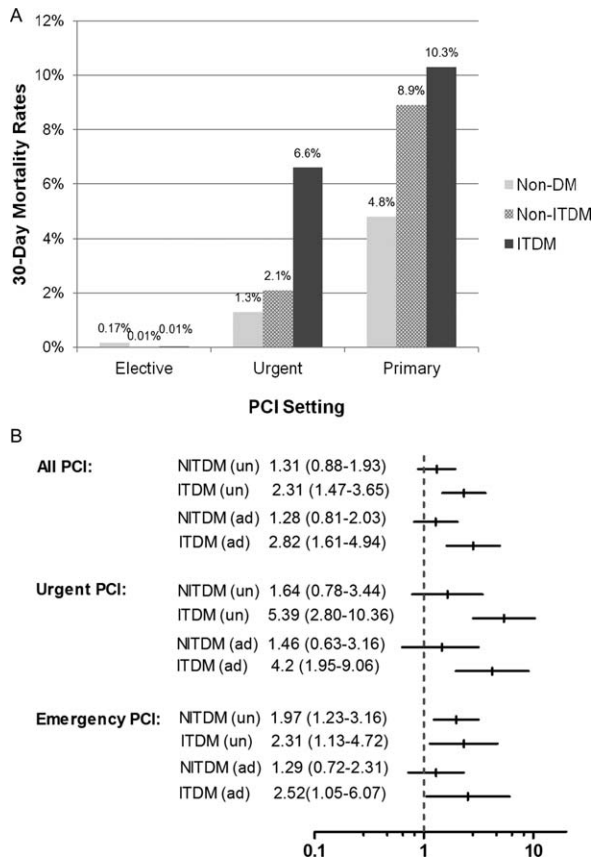 A
30-Day Mortality Rates
12%
10%
8%
6%
4%
2%
0%
0.17%
0.01%
0.01%
1.3%
2.1%
6.6%
4.8%
8.9%
10.3%
Non-DM
Non-ITDM
ITDM
Elective
Urgent
Primary
PCI Setting
B
All PCI:
NITDM (un) 1.31 (0.88-1.93)
ITDM (un) 2.31 (1.47-3.65)
NITDM (ad) 1.28 (0.81-2.03)
ITDM (ad) 2.82 (1.61-4.94)
Urgent PCI:
NITDM (un) 1.64 (0.78-3.44)
ITDM (un) 5.39 (2.80-10.36)
NITDM (ad) 1.46 (0.63-3.16)
ITDM (ad) 4.2 (1.95-9.06)
Emergency PCI:
NITDM (un) 1.97 (1.23-3.16)
ITDM (un) 2.31 (1.13-4.72)
NITDM (ad) 1.29 (0.72-2.31)
ITDM (ad) 2.52(1.05-6.07)
0.1 1 10